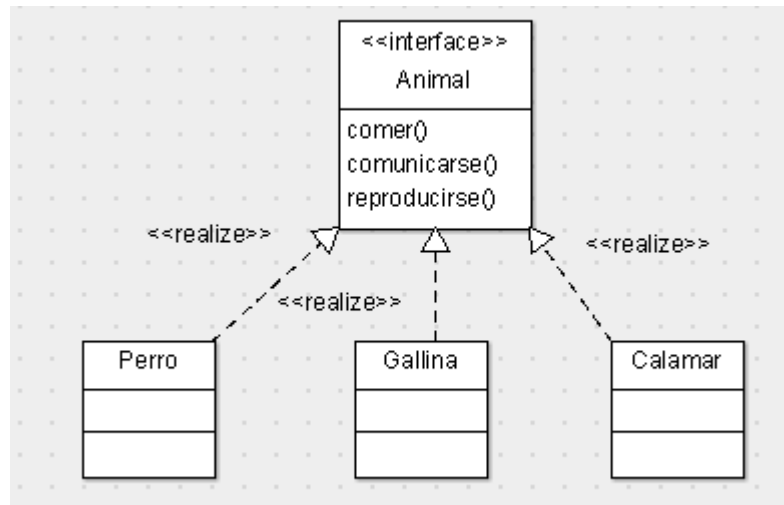 <<interface>>
Animal
comer()
comunicarse()
reproducirse()
<<realize>>
<<realize>>
<<realize>>
Perro
Gallina
Calamar